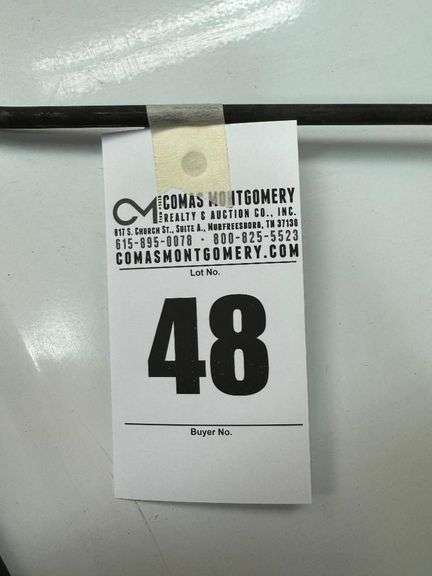 CM
COMAS MONTGOMERY
REALTY & AUCTION CO., INC.
817 S. CHURCH ST., SUITE A., MURFREESBORO, TN 37130
615-895-0078 • 800-825-5523
COMASMONTGOMERY.COM
Lot No.
48
Buyer No.